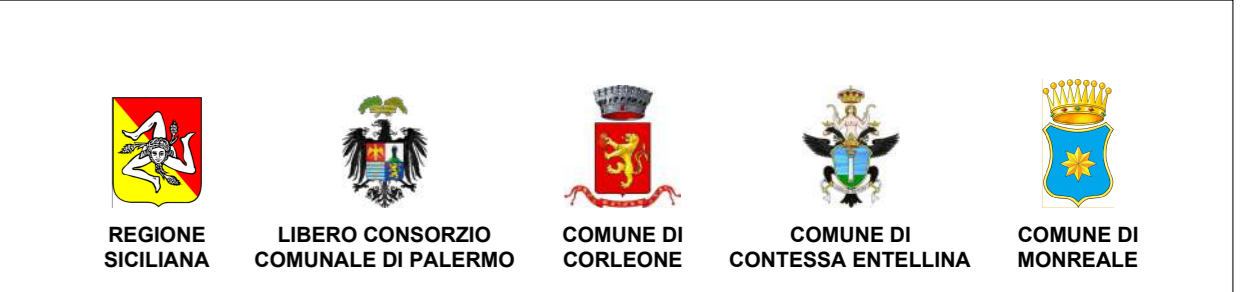 REGIONE
SICILIANA
LIBERO CONSORZIO
COMUNALE DI PALERMO
COMUNE DI
CORLEONE
COMUNE DI
CONTESSA ENTELLINA
COMUNE DI
MONREALE